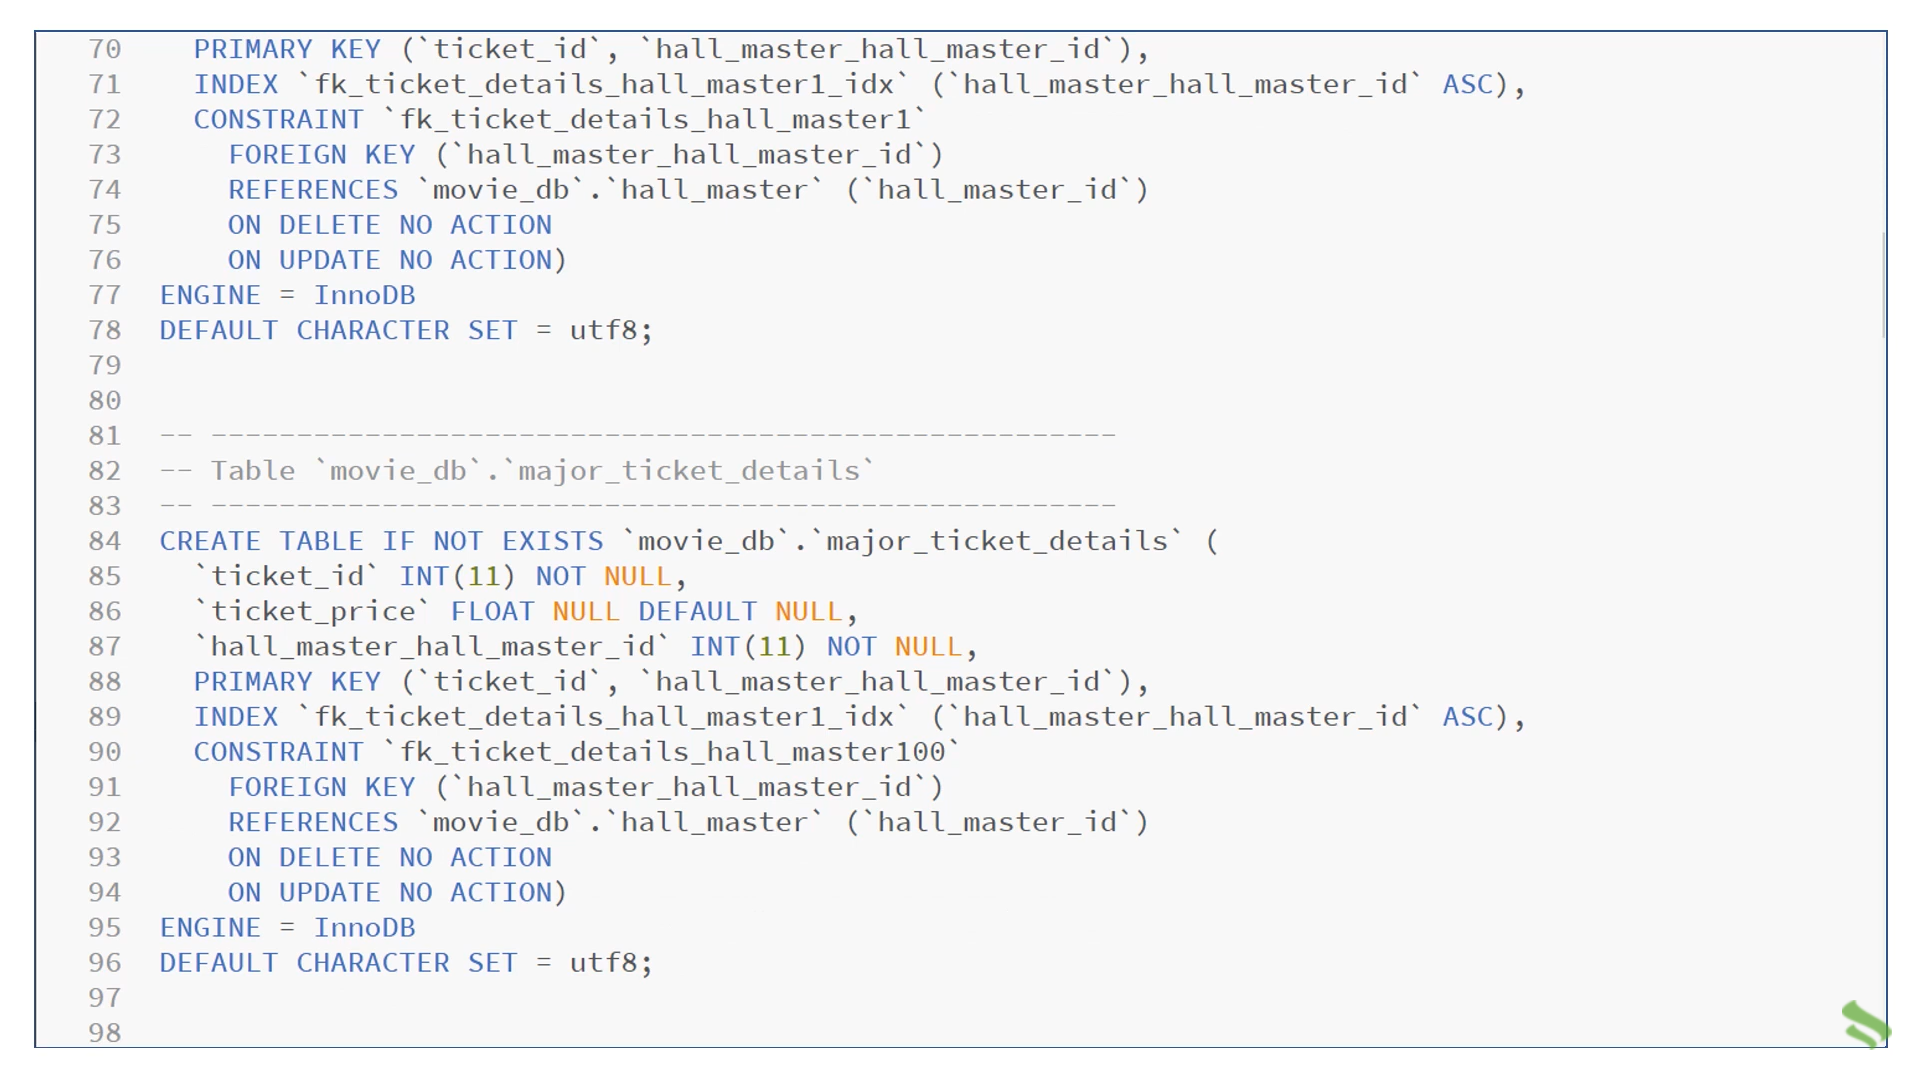 70 PRIMARY KEY (`ticket_id`, `hall_master_hall_master_id`),
71 INDEX `fk_ticket_details_hall_master1_idx` (`hall_master_hall_master_id` ASC),
72 CONSTRAINT `fk_ticket_details_hall_master1`
73 FOREIGN KEY (`hall_master_hall_master_id`)
74 REFERENCES `movie_db`.`hall_master` (`hall_master_id`)
75 ON DELETE NO ACTION
76 ON UPDATE NO ACTION)
77 ENGINE = InnoDB
78 DEFAULT CHARACTER SET = utf8;
79
80
81 -- -----------------------------------------------------
82 -- Table `movie_db`.`major_ticket_details`
83 -- -----------------------------------------------------
84 CREATE TABLE IF NOT EXISTS `movie_db`.`major_ticket_details` (
85 `ticket_id` INT(11) NOT NULL,
86 `ticket_price` FLOAT NULL DEFAULT NULL,
87 `hall_master_hall_master_id` INT(11) NOT NULL,
88 PRIMARY KEY (`ticket_id`, `hall_master_hall_master_id`),
89 INDEX `fk_ticket_details_hall_master1_idx` (`hall_master_hall_master_id` ASC),
90 CONSTRAINT `fk_ticket_details_hall_master100`
91 FOREIGN KEY (`hall_master_hall_master_id`)
92 REFERENCES `movie_db`.`hall_master` (`hall_master_id`)
93 ON DELETE NO ACTION
94 ON UPDATE NO ACTION)
95 ENGINE = InnoDB
96 DEFAULT CHARACTER SET = utf8;
97
98